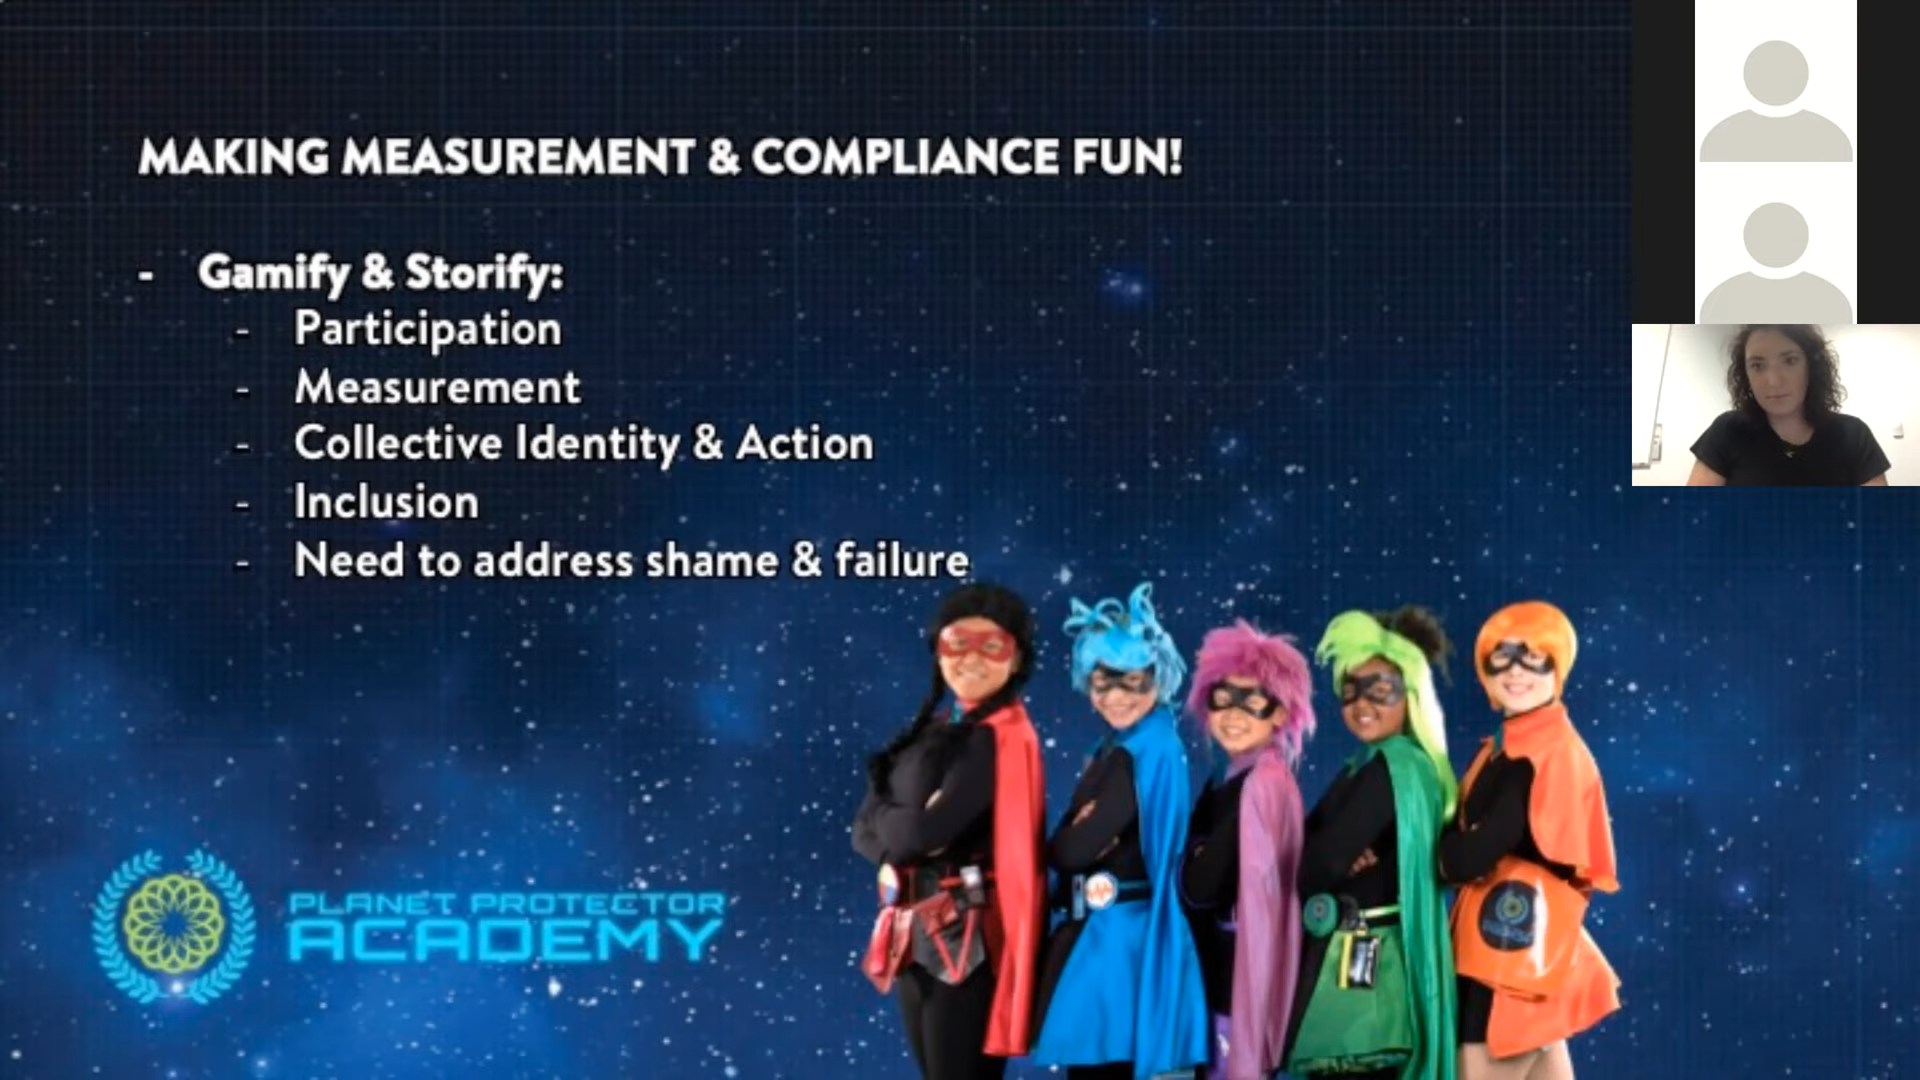 MAKING MEASUREMENT & COMPLIANCE FUN!
- Gamify & Storify:
- Participation
- Measurement
- Collective Identity & Action
- Inclusion
- Need to address shame & failure
PLANET PROTECTOR
ACADEMY